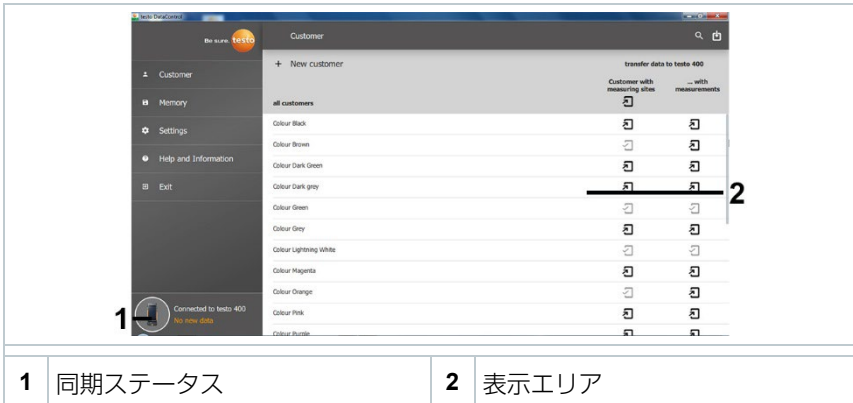 testo DataControl
Be sure. testo
Customer
Customer
Memory
Settings
Help and Information
Exit
Connected to testo 400
No new data
+ New customer
transfer data to testo 400
Customer with measuring sites
... with measurements
all customers
Colour Black
Colour Brown
Colour Dark Green
Colour Dark grey
Colour Green
Colour Grey
Colour Lightning White
Colour Magenta
Colour Orange
Colour Pink
Colour Purple
1
2
1 同期ステータス 2 表示エリア